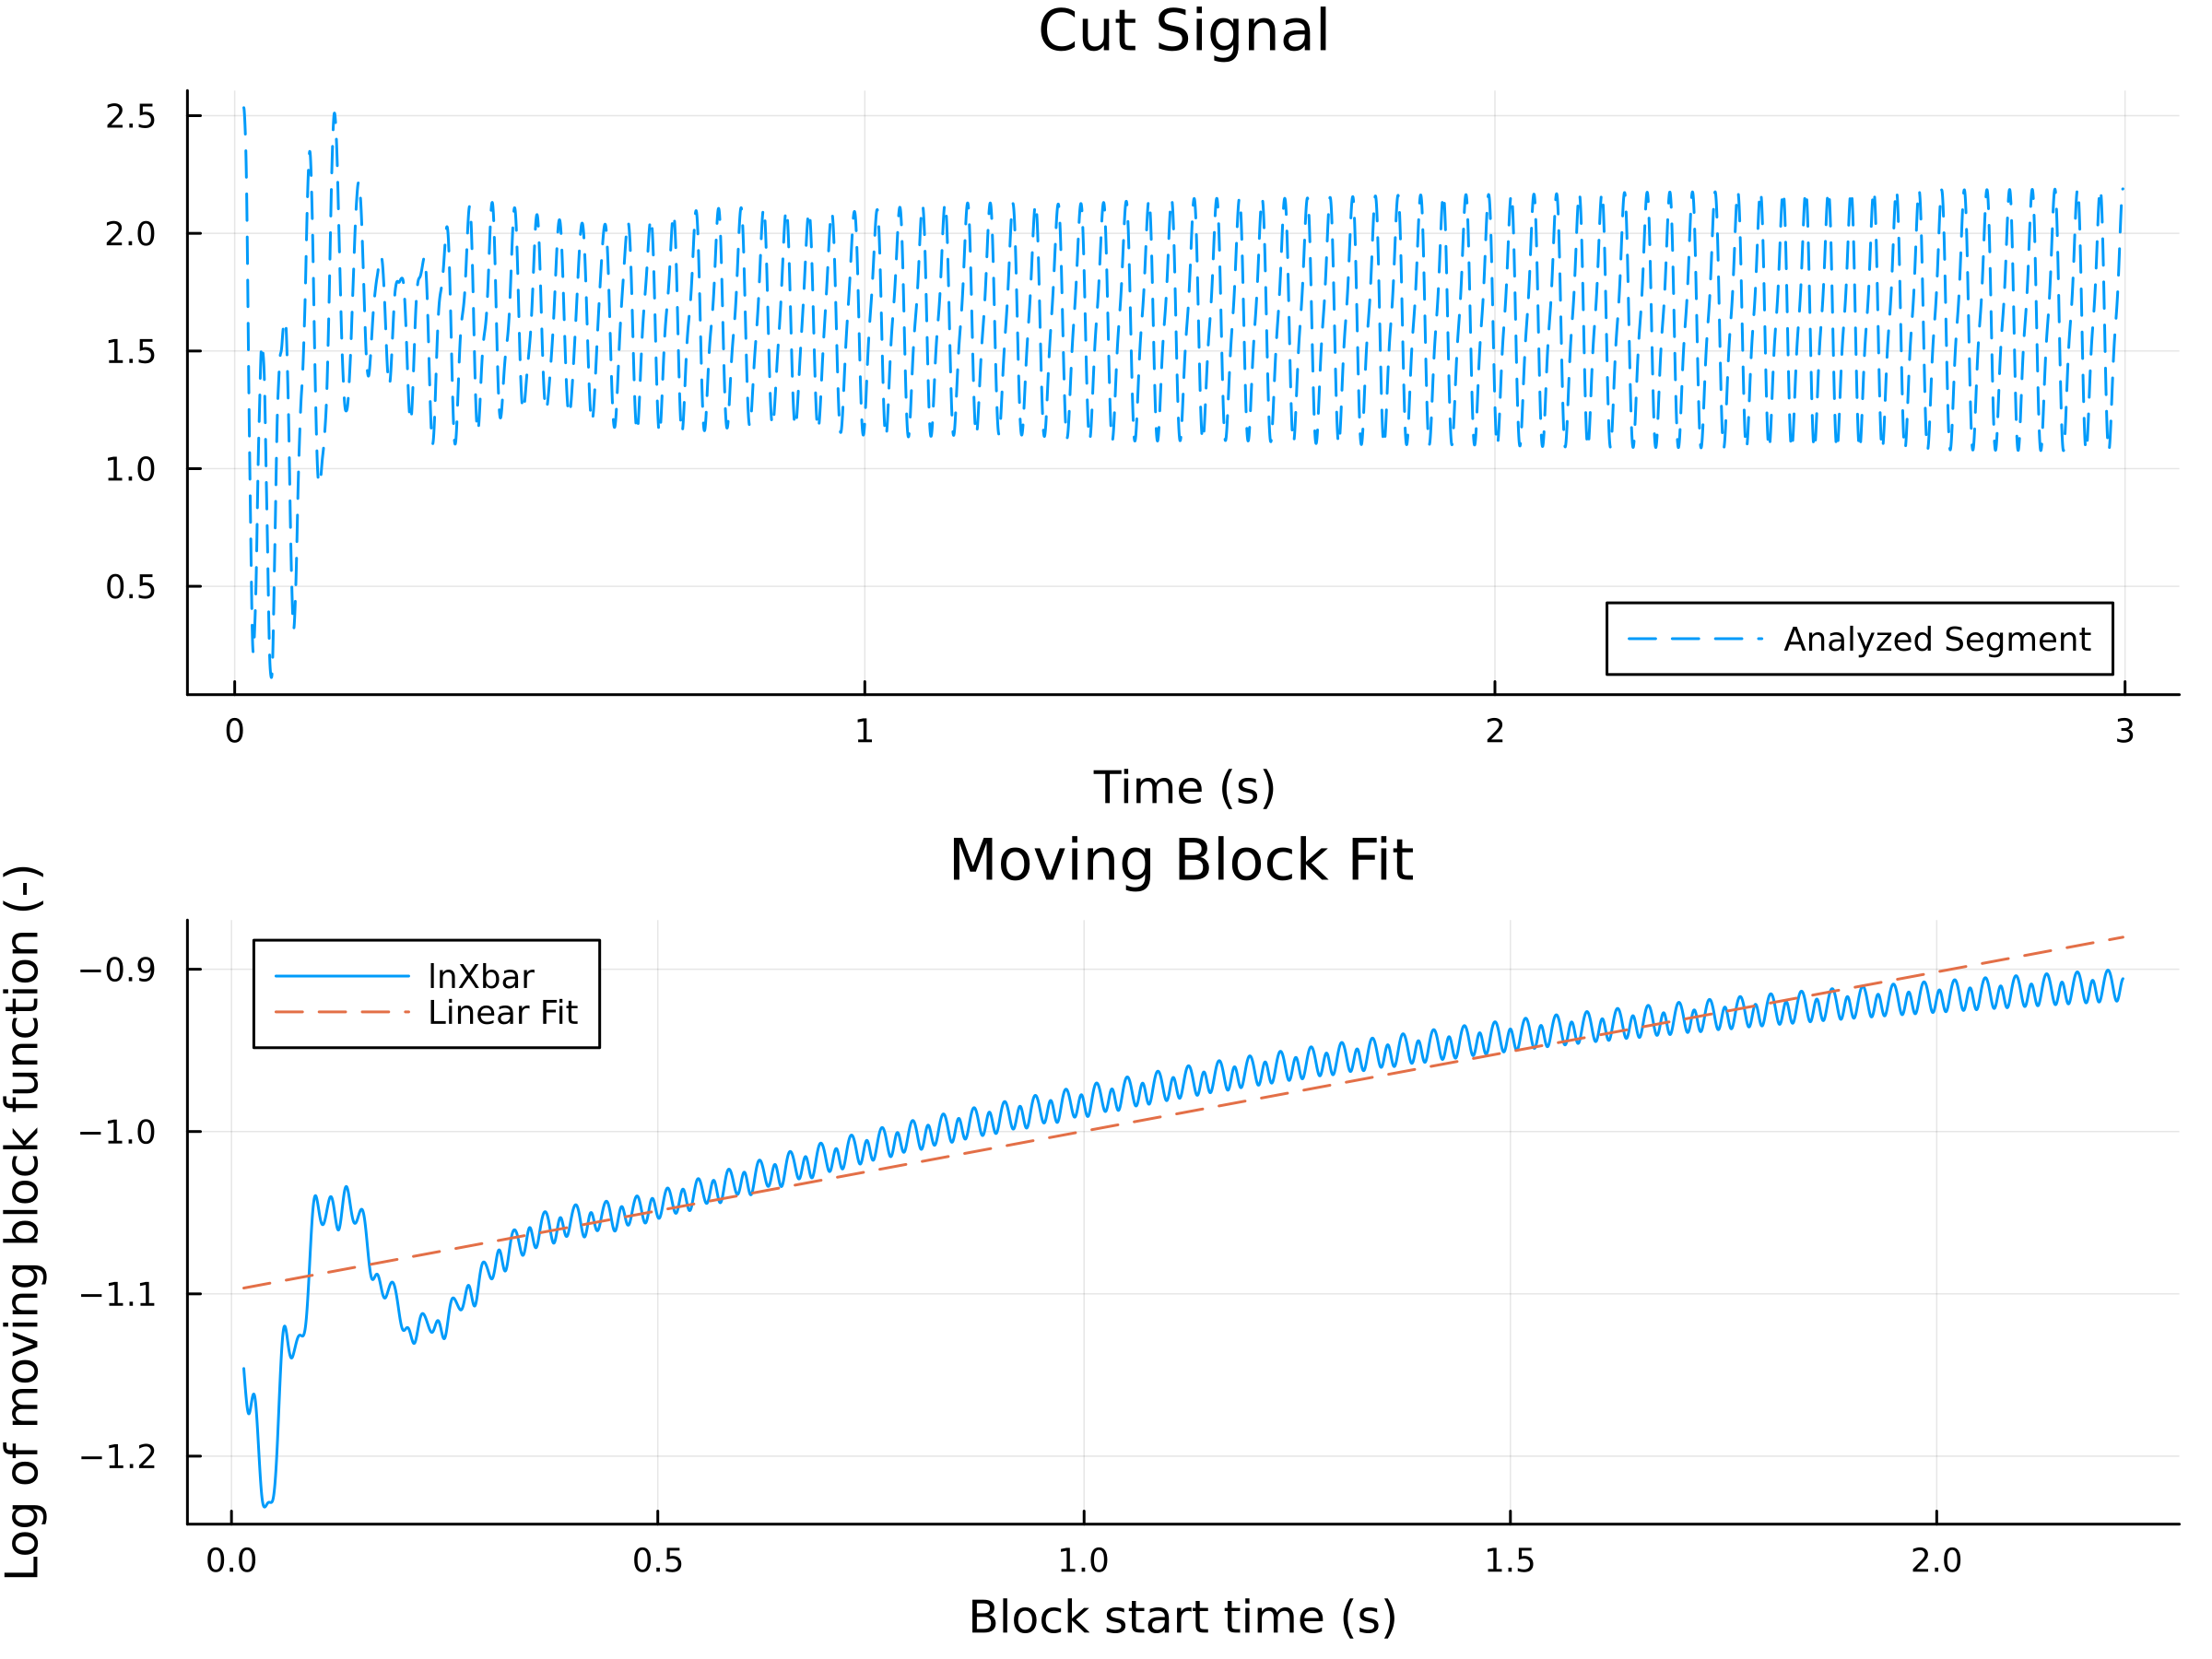 Cut Signal
2.5
2.0
1.5
1.0
0.5
Analyzed Segment
0 1 2 3
Time (s)
Moving Block Fit
Log of moving block function (-)
−0.9
−1.0
−1.1
−1.2
lnXbar
Linear Fit
0.0 0.5 1.0 1.5 2.0
Block start time (s)